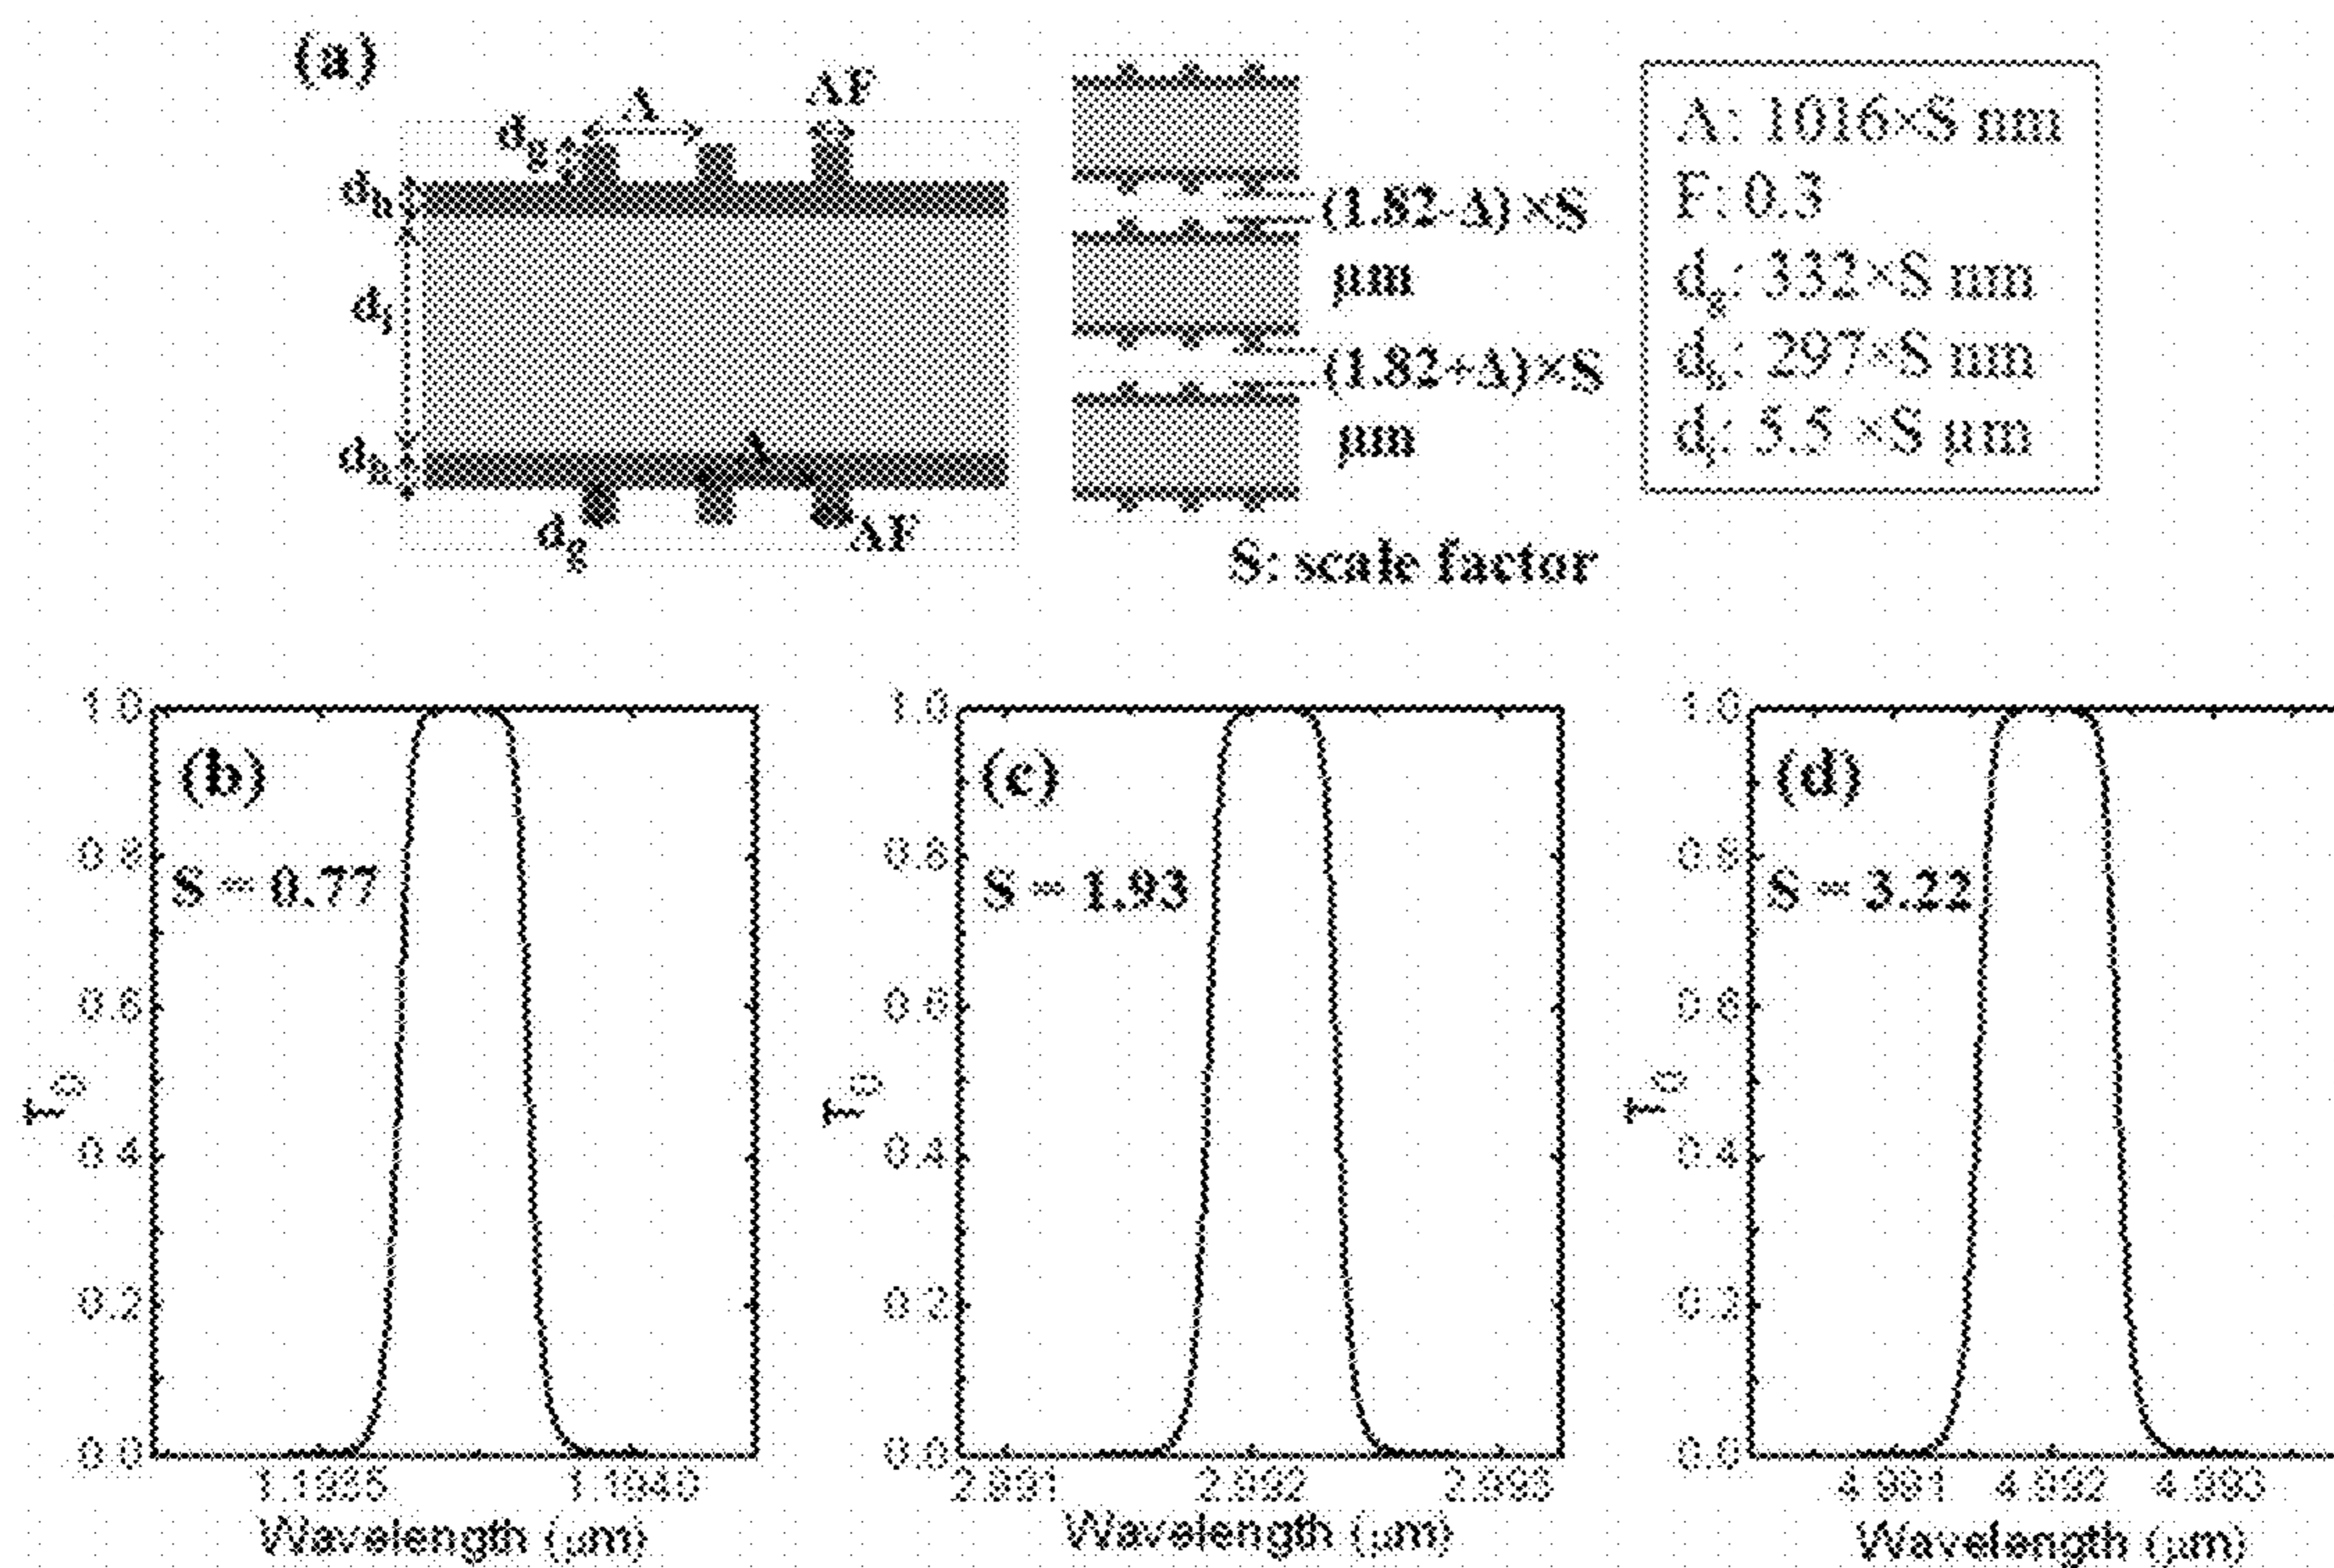 (a)
Λ
ΛF
d_g
d_h
d_f
d_h
Λ
d_g
ΛF
(1.82-Δ)×S
μm
(1.82+Δ)×S
μm
S: scale factor
Λ: 1016×S nm
F: 0.3
d_g: 332×S nm
d_h: 297×S nm
d_f: 5.5 ×S μm
(b)
S = 0.77
1.0
0.8
0.6
0.4
0.2
0.0
T_0
1.1935 1.1940
Wavelength (μm)
(c)
S = 1.93
1.0
0.8
0.6
0.4
0.2
0.0
T_0
2.991 2.992 2.993
Wavelength (μm)
(d)
S = 3.22
1.0
0.8
0.6
0.4
0.2
0.0
T_0
4.991 4.992 4.993
Wavelength (μm)